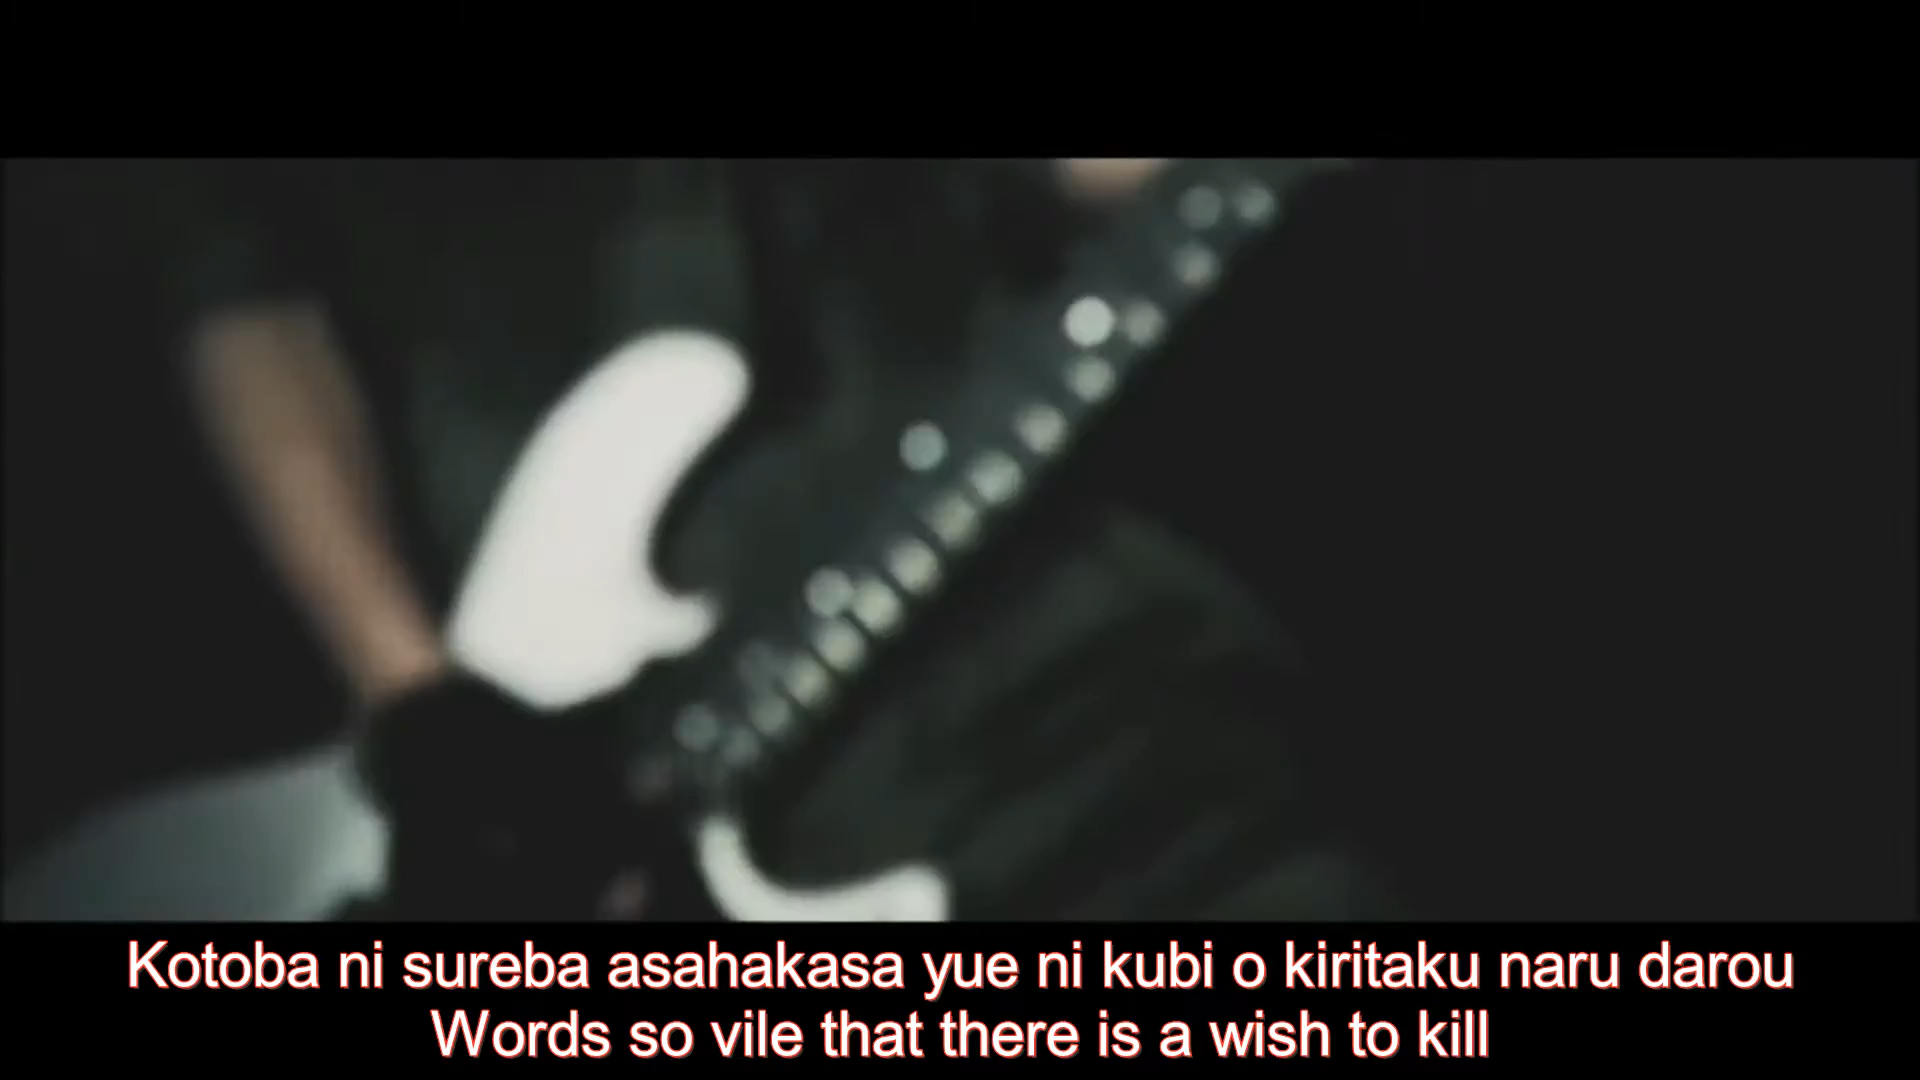 Kotoba ni sureba asahakasa yue ni kubi o kiritaku naru darou
Words so vile that there is a wish to kill